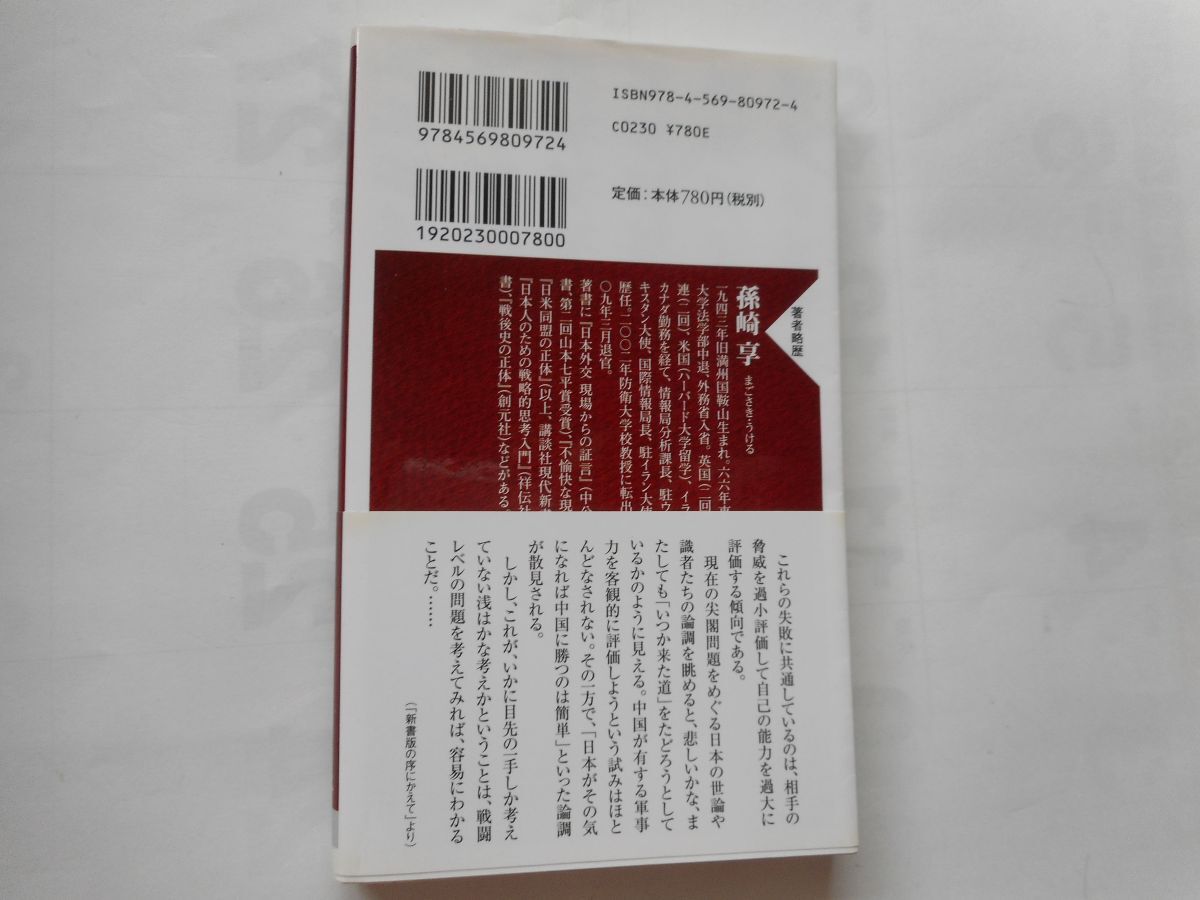 ISBN978-4-569-80972-4
C0230 ¥780E
9784569809724
定価：本体780円（税別）
1920230007800
著者略歴
孫崎 享 まごさき・うける
一九四三年旧満州国鞍山生まれ。六六年東
大学法学部中退、外務省入省。英国（二回
連（二回）、米国（ハーバード大学留学）、イラ
カナダ勤務を経て、情報局分析課長、駐ウ
キスタン大使、国際情報局長、駐イラン大使
歴任。二〇〇二年防衛大学校教授に転出
〇九年三月退官。
著書に『日本外交 現場からの証言』（中公
書、第二回山本七平賞受賞）、『不愉快な現
『日米同盟の正体』（以上、講談社現代新書
『日本人のための戦略的思考入門』（祥伝社
書）、『戦後史の正体』（創元社）などがある。
これらの失敗に共通しているのは、相手の
脅威を過小評価して自己の能力を過大に
評価する傾向である。
現在の尖閣問題をめぐる日本の世論や
識者たちの論調を眺めると、悲しいかな、ま
たしても「いつか来た道」をたどろうとして
いるかのように見える。中国が有する軍事
力を客観的に評価しようという試みはほと
んどなされない。その一方で、「日本がその気
になれば中国に勝つのは簡単」といった論調
が散見される。
しかし、これが、いかに目先の一手しか考え
ていない浅はかな考えかということは、戦闘
レベルの問題を考えてみれば、容易にわかる
ことだ。……
（「新書版の序にかえて」より）